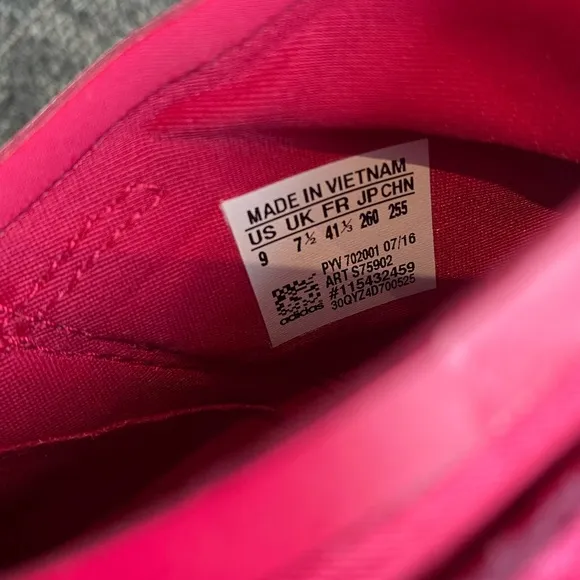 MADE IN VIETNAM
US UK FR JP CHN
9 7½ 41⅓ 260 255
PYV 702001 07/16
ART S75902
#115432459
adidas 30QYZ4D700525